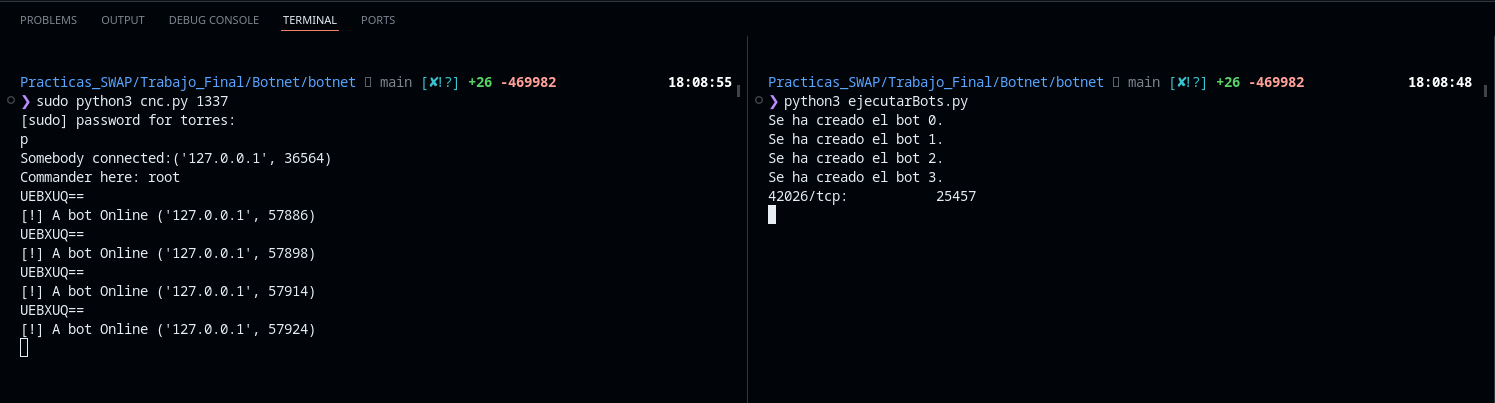 PROBLEMS OUTPUT DEBUG CONSOLE TERMINAL PORTS
Practicas_SWAP/Trabajo_Final/Botnet/botnet main [✘!?] +26 -469982 18:08:55
❯ sudo python3 cnc.py 1337
[sudo] password for torres:
p
Somebody connected:('127.0.0.1', 36564)
Commander here: root
UEBXUQ==
[!] A bot Online ('127.0.0.1', 57886)
UEBXUQ==
[!] A bot Online ('127.0.0.1', 57898)
UEBXUQ==
[!] A bot Online ('127.0.0.1', 57914)
UEBXUQ==
[!] A bot Online ('127.0.0.1', 57924)
Practicas_SWAP/Trabajo_Final/Botnet/botnet main [✘!?] +26 -469982 18:08:48
❯ python3 ejecutarBots.py
Se ha creado el bot 0.
Se ha creado el bot 1.
Se ha creado el bot 2.
Se ha creado el bot 3.
42026/tcp: 25457